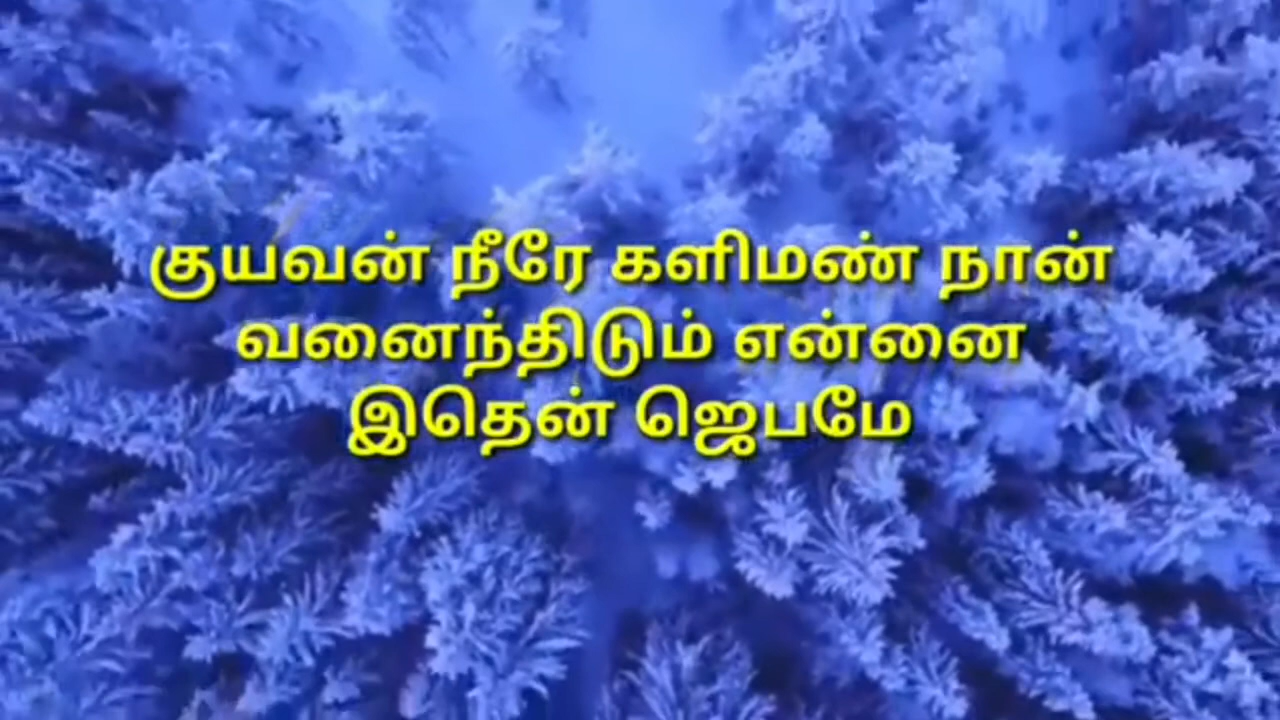 குயவன் நீரே களிமண் நான்
வனைந்திடும் என்னை
இதென் ஜெபமே